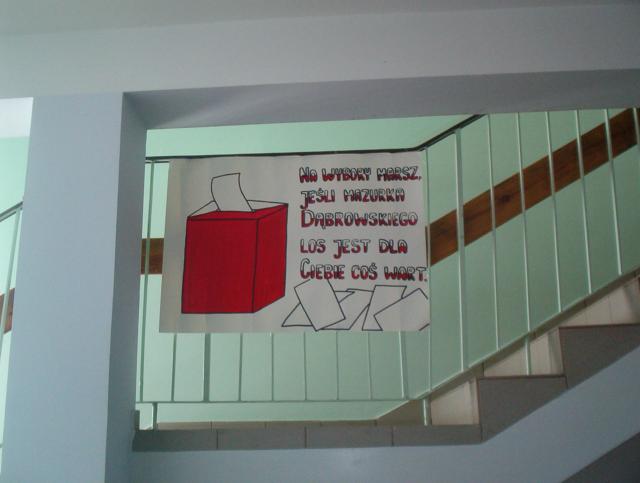 Na wybory marsz,
jeśli mazurka
Dąbrowskiego
los jest dla
Ciebie coś wart.